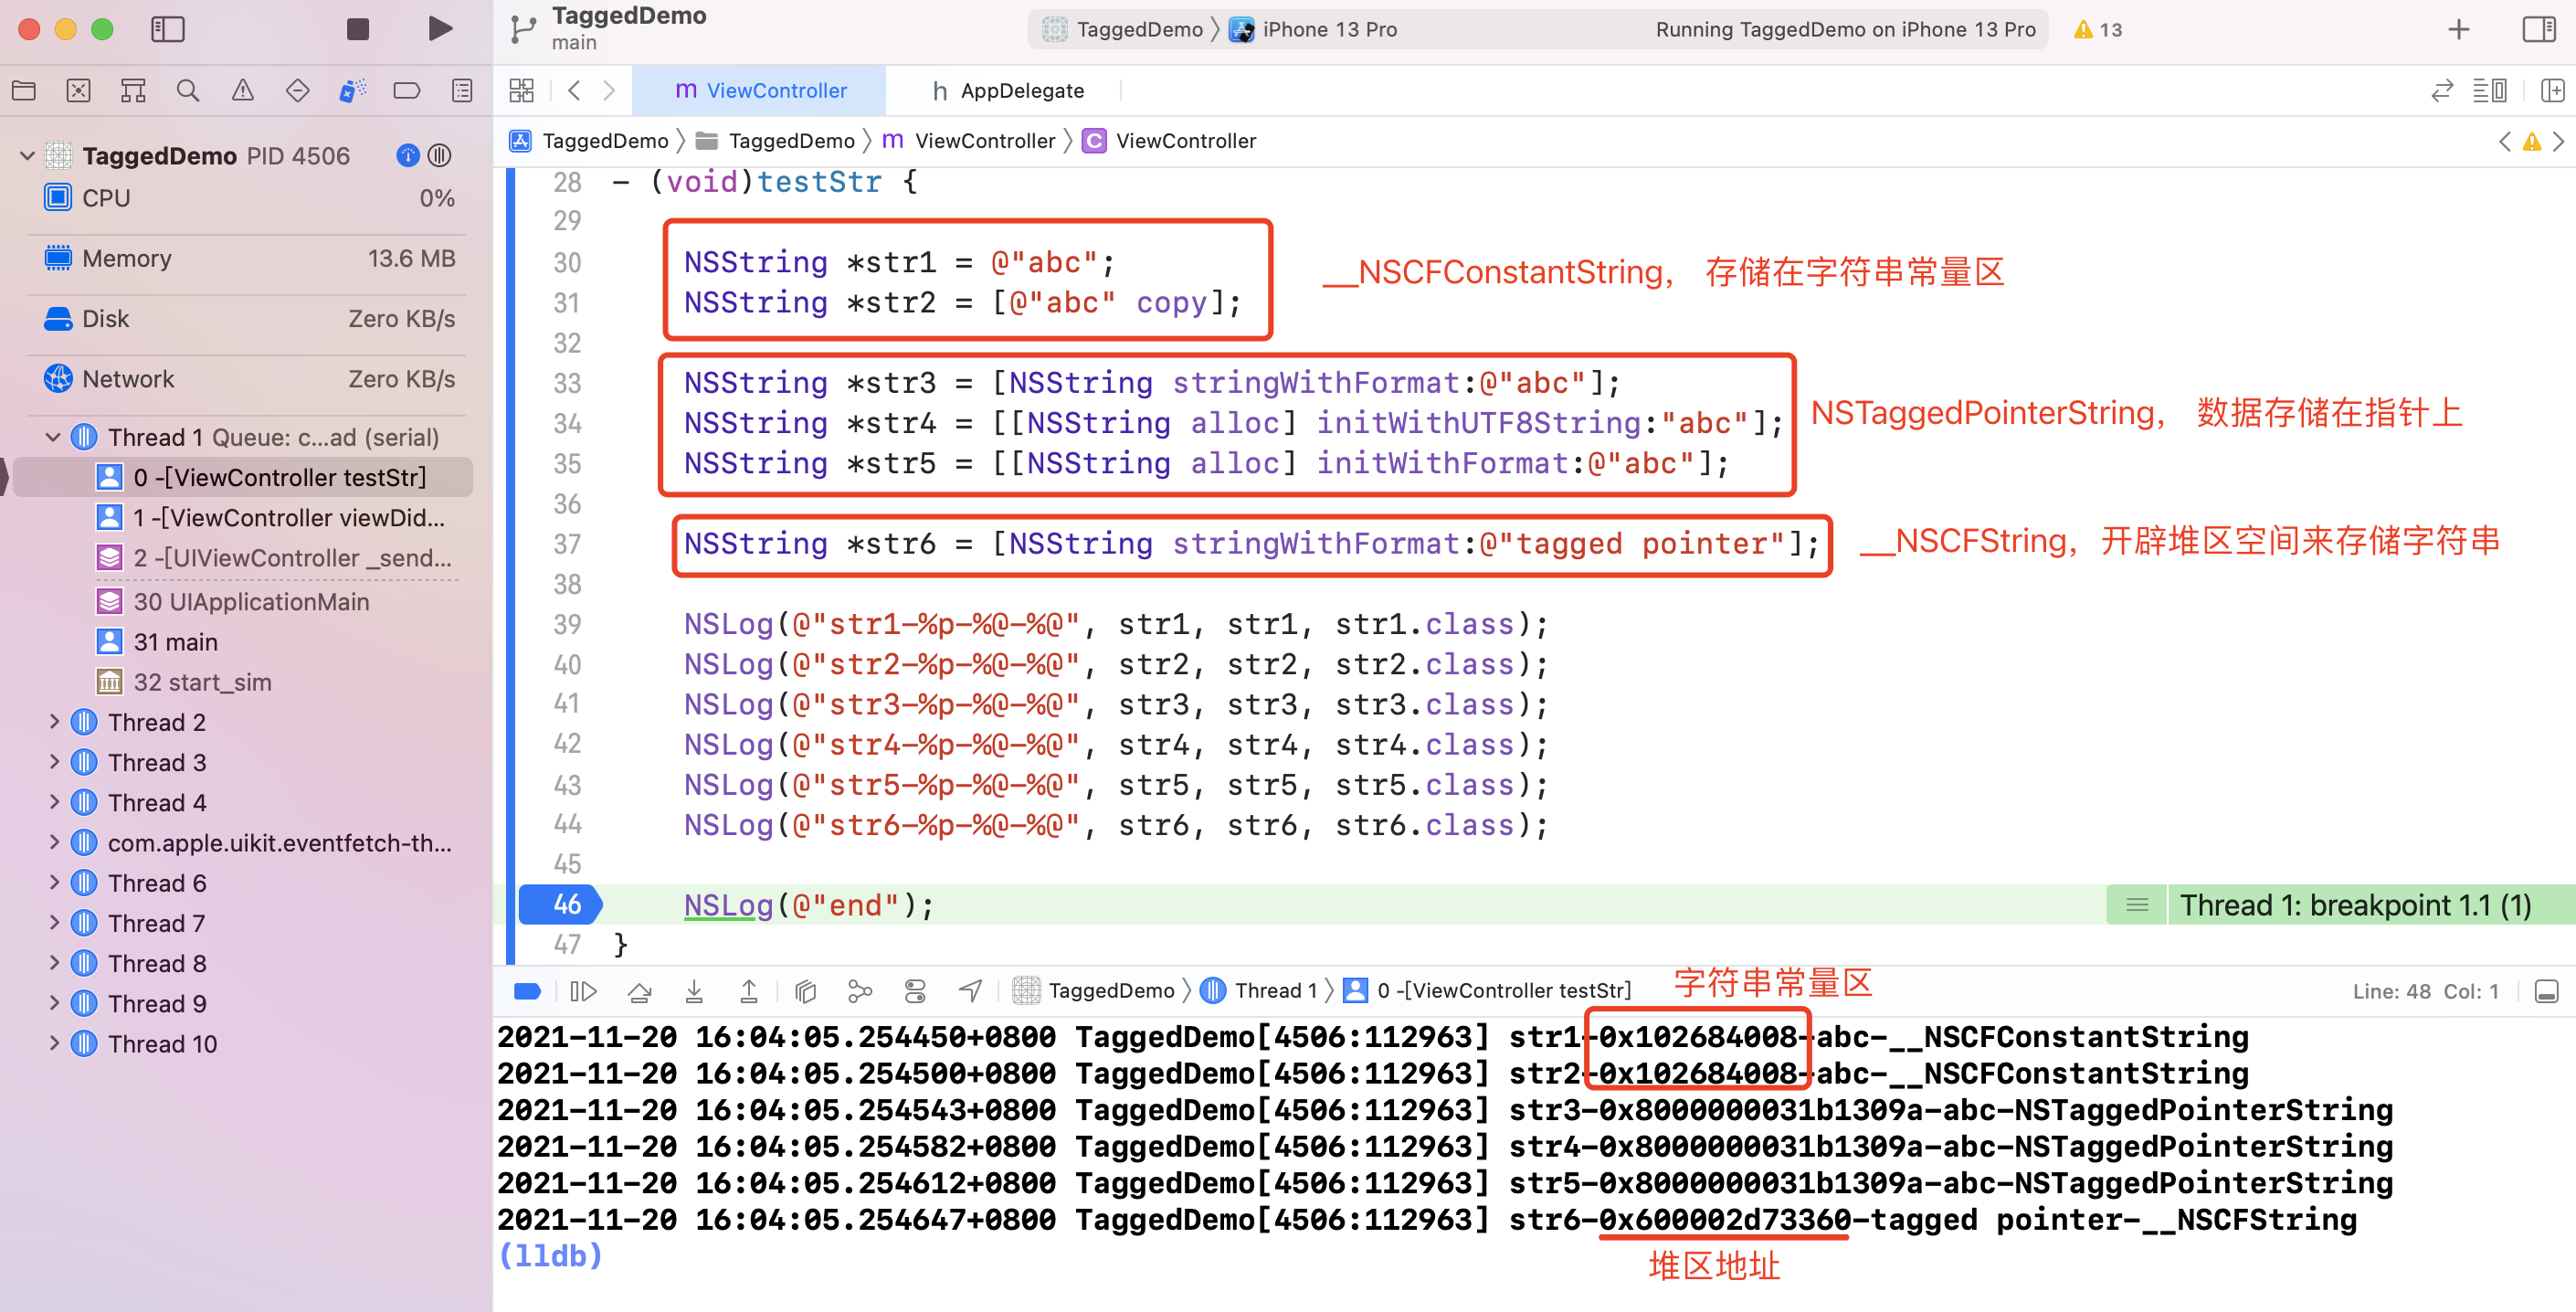 TaggedDemo
main
TaggedDemo 〉 iPhone 13 Pro
Running TaggedDemo on iPhone 13 Pro
13
m ViewController
h AppDelegate
TaggedDemo 〉 TaggedDemo 〉 m ViewController 〉 C ViewController
TaggedDemo PID 4506
CPU 0%
Memory 13.6 MB
Disk Zero KB/s
Network Zero KB/s
Thread 1 Queue: c...ad (serial)
0 -[ViewController testStr]
1 -[ViewController viewDid...
2 -[UIViewController _send...
30 UIApplicationMain
31 main
32 start_sim
Thread 2
Thread 3
Thread 4
com.apple.uikit.eventfetch-th...
Thread 6
Thread 7
Thread 8
Thread 9
Thread 10
28 - (void)testStr {
29
30 NSString *str1 = @"abc";
31 NSString *str2 = [@"abc" copy];
__NSCFConstantString， 存储在字符串常量区
32
33 NSString *str3 = [NSString stringWithFormat:@"abc"];
34 NSString *str4 = [[NSString alloc] initWithUTF8String:"abc"];
35 NSString *str5 = [[NSString alloc] initWithFormat:@"abc"];
NSTaggedPointerString， 数据存储在指针上
36
37 NSString *str6 = [NSString stringWithFormat:@"tagged pointer"];
__NSCFString，开辟堆区空间来存储字符串
38
39 NSLog(@"str1-%p-%@-%@", str1, str1, str1.class);
40 NSLog(@"str2-%p-%@-%@", str2, str2, str2.class);
41 NSLog(@"str3-%p-%@-%@", str3, str3, str3.class);
42 NSLog(@"str4-%p-%@-%@", str4, str4, str4.class);
43 NSLog(@"str5-%p-%@-%@", str5, str5, str5.class);
44 NSLog(@"str6-%p-%@-%@", str6, str6, str6.class);
45
46 NSLog(@"end");
Thread 1: breakpoint 1.1 (1)
47 }
TaggedDemo 〉 Thread 1 〉 0 -[ViewController testStr]
字符串常量区
Line: 48 Col: 1
2021-11-20 16:04:05.254450+0800 TaggedDemo[4506:112963] str1-0x102684008-abc-__NSCFConstantString
2021-11-20 16:04:05.254500+0800 TaggedDemo[4506:112963] str2-0x102684008-abc-__NSCFConstantString
2021-11-20 16:04:05.254543+0800 TaggedDemo[4506:112963] str3-0x8000000031b1309a-abc-NSTaggedPointerString
2021-11-20 16:04:05.254582+0800 TaggedDemo[4506:112963] str4-0x8000000031b1309a-abc-NSTaggedPointerString
2021-11-20 16:04:05.254612+0800 TaggedDemo[4506:112963] str5-0x8000000031b1309a-abc-NSTaggedPointerString
2021-11-20 16:04:05.254647+0800 TaggedDemo[4506:112963] str6-0x600002d73360-tagged pointer-__NSCFString
(lldb)
堆区地址